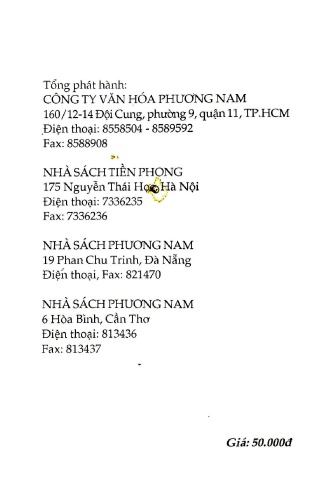 Tổng phát hành:
CÔNG TY VĂN HÓA PHƯƠNG NAM
160/12-14 Đội Cung, phường 9, quận 11, TP.HCM
Điện thoại: 8558504 - 8589592
Fax: 8588908
NHÀ SÁCH TIỀN PHONG
175 Nguyễn Thái Học, Hà Nội
Điện thoại: 7336235
Fax: 7336236
NHÀ SÁCH PHƯƠNG NAM
19 Phan Chu Trinh, Đà Nẵng
Điện thoại, Fax: 821470
NHÀ SÁCH PHƯƠNG NAM
6 Hòa Bình, Cần Thơ
Điện thoại: 813436
Fax: 813437
Giá: 50.000đ